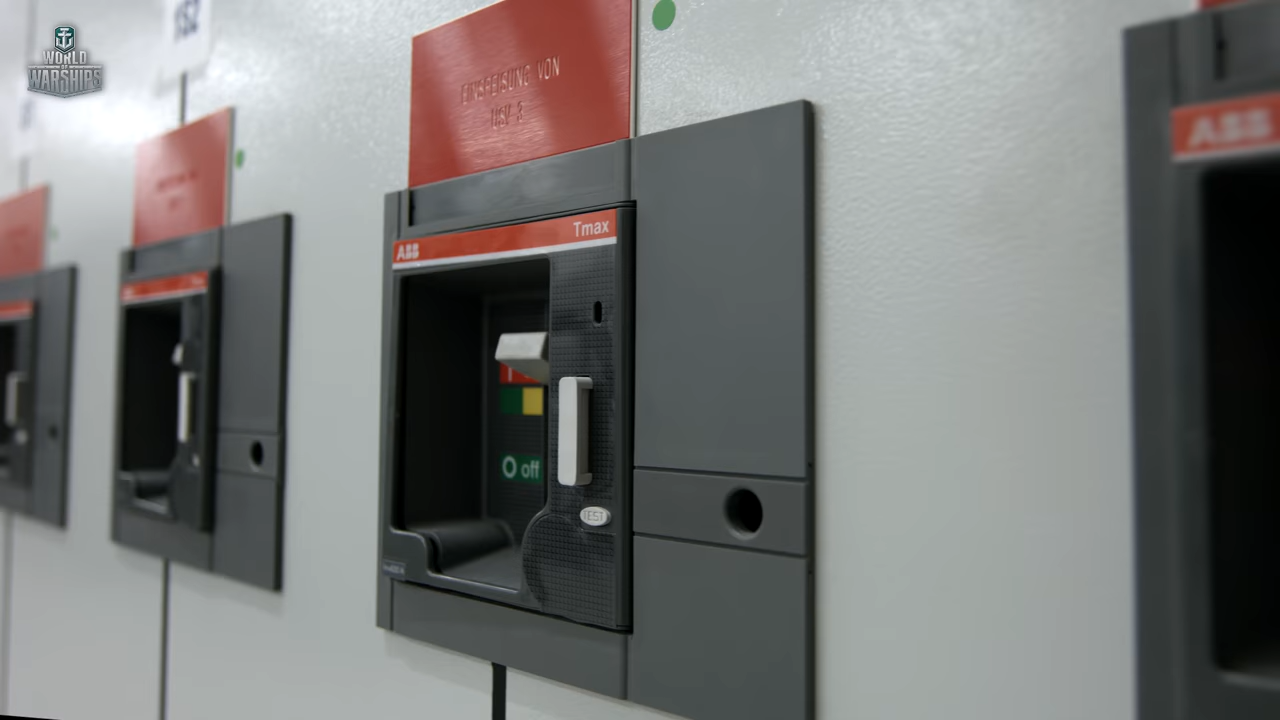 WORLD
OF
WARSHIPS
EINSPEISUNG VON
USV 3
ABB
Tmax
ABB
O off
TEST